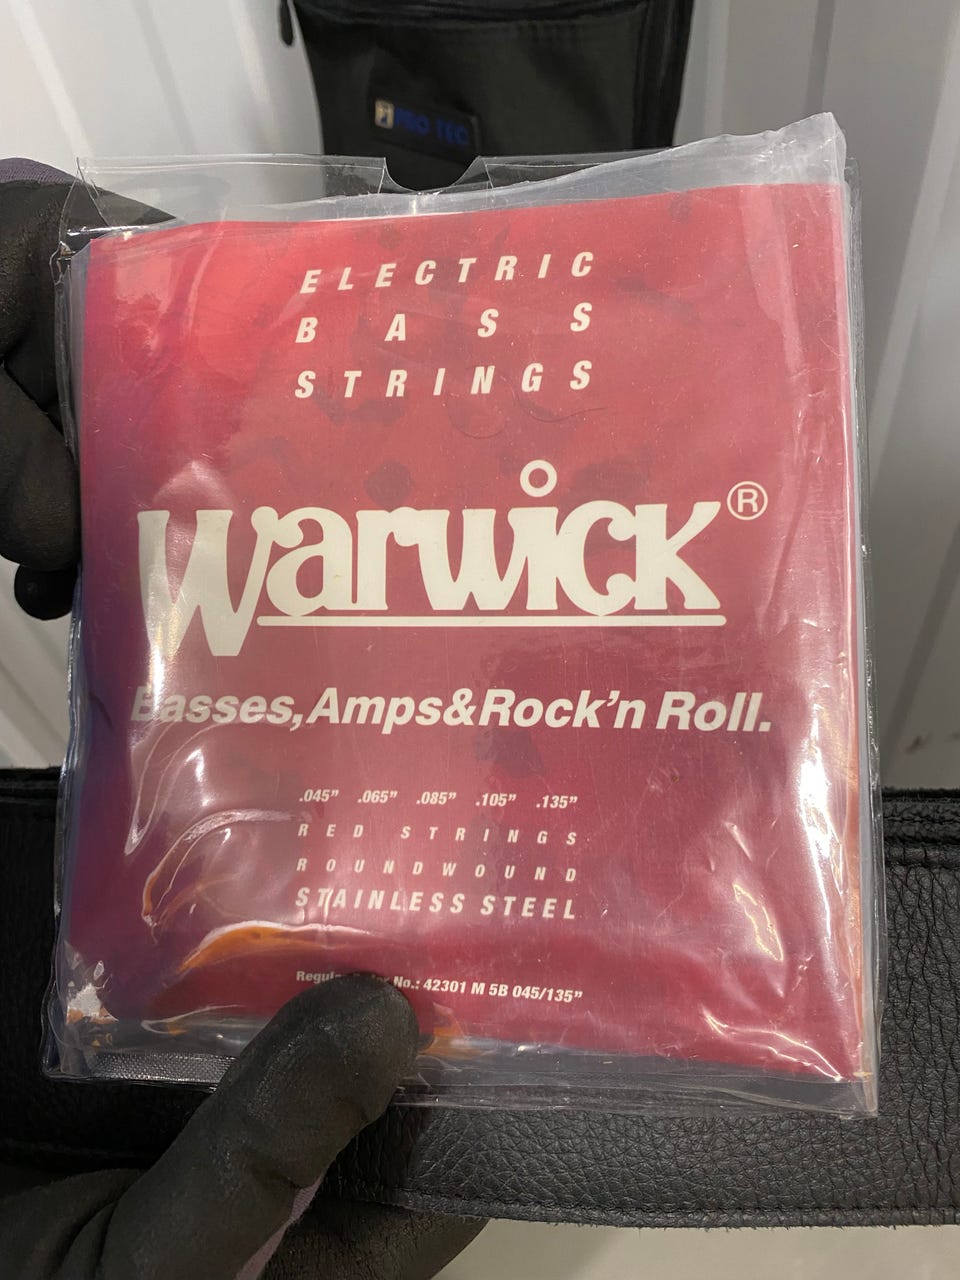 PRO TEC
ELECTRIC
BASS
STRINGS
Warwick®
Basses, Amps&Rock'n Roll.
.045" .065" .085" .105" .135"
RED STRINGS
ROUNDWOUND
STAINLESS STEEL
No.: 42301 M 5B 045/135"